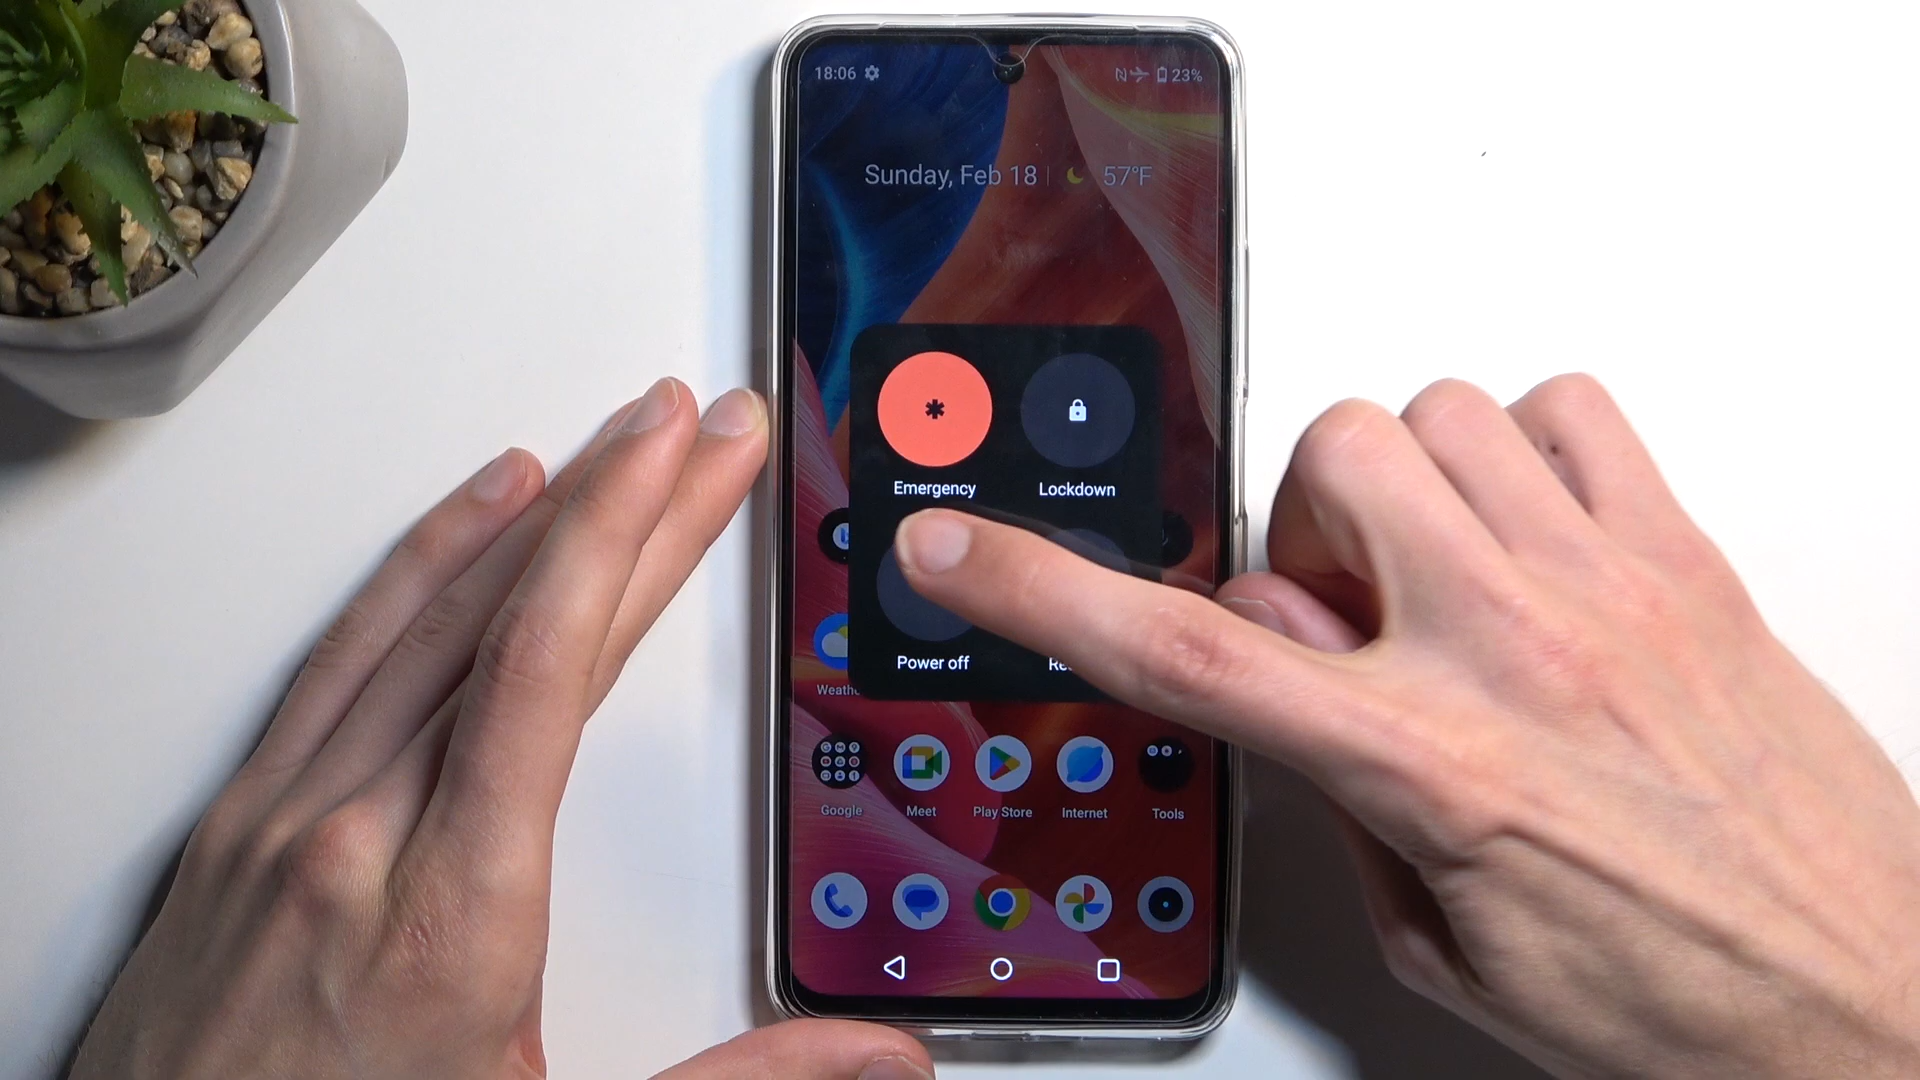 18:06 23%
Sunday, Feb 18 | 57°F
Emergency Lockdown
Power off
Google Meet Play Store Internet Tools